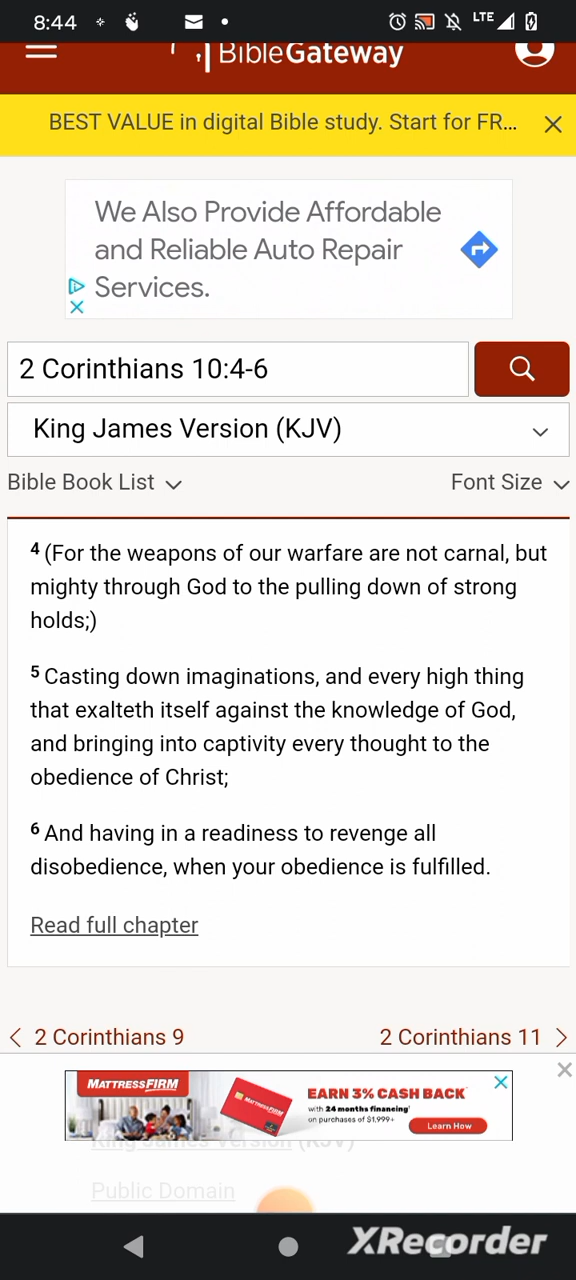 8:44
LTE
BibleGateway
BEST VALUE in digital Bible study. Start for FR...
We Also Provide Affordable
and Reliable Auto Repair
Services.
2 Corinthians 10:4-6
King James Version (KJV)
Bible Book List
Font Size
4 (For the weapons of our warfare are not carnal, but
mighty through God to the pulling down of strong
holds;)
5 Casting down imaginations, and every high thing
that exalteth itself against the knowledge of God,
and bringing into captivity every thought to the
obedience of Christ;
6 And having in a readiness to revenge all
disobedience, when your obedience is fulfilled.
Read full chapter
2 Corinthians 9
2 Corinthians 11
MATTRESSFIRM
EARN 3% CASH BACK
with 24 months financing
on purchases of $1,999+
Learn How
King James Version (KJV)
Public Domain
XRecorder